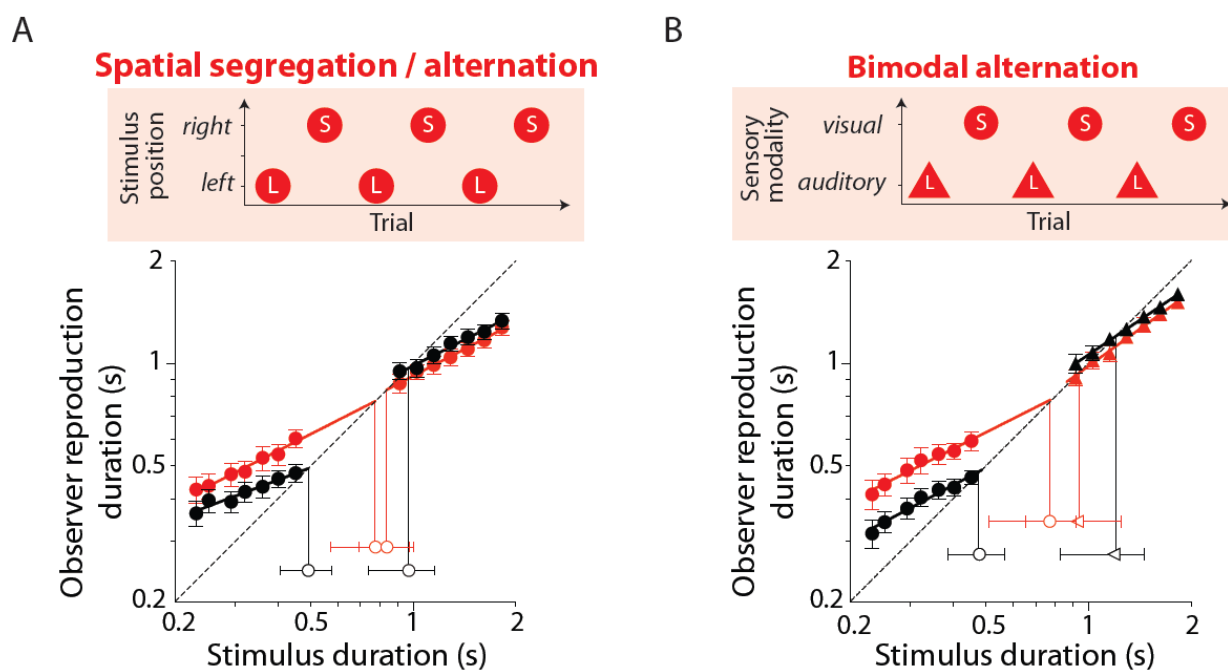 A
Spatial segregation / alternation
Stimulus
position
right
left
S S S
L L L
Trial
Observer reproduction
duration (s)
2
1
0.5
0.2
0.2 0.5 1 2
Stimulus duration (s)
B
Bimodal alternation
Sensory
modality
visual
auditory
S S S
L L L
Trial
Observer reproduction
duration (s)
2
1
0.5
0.2
0.2 0.5 1 2
Stimulus duration (s)